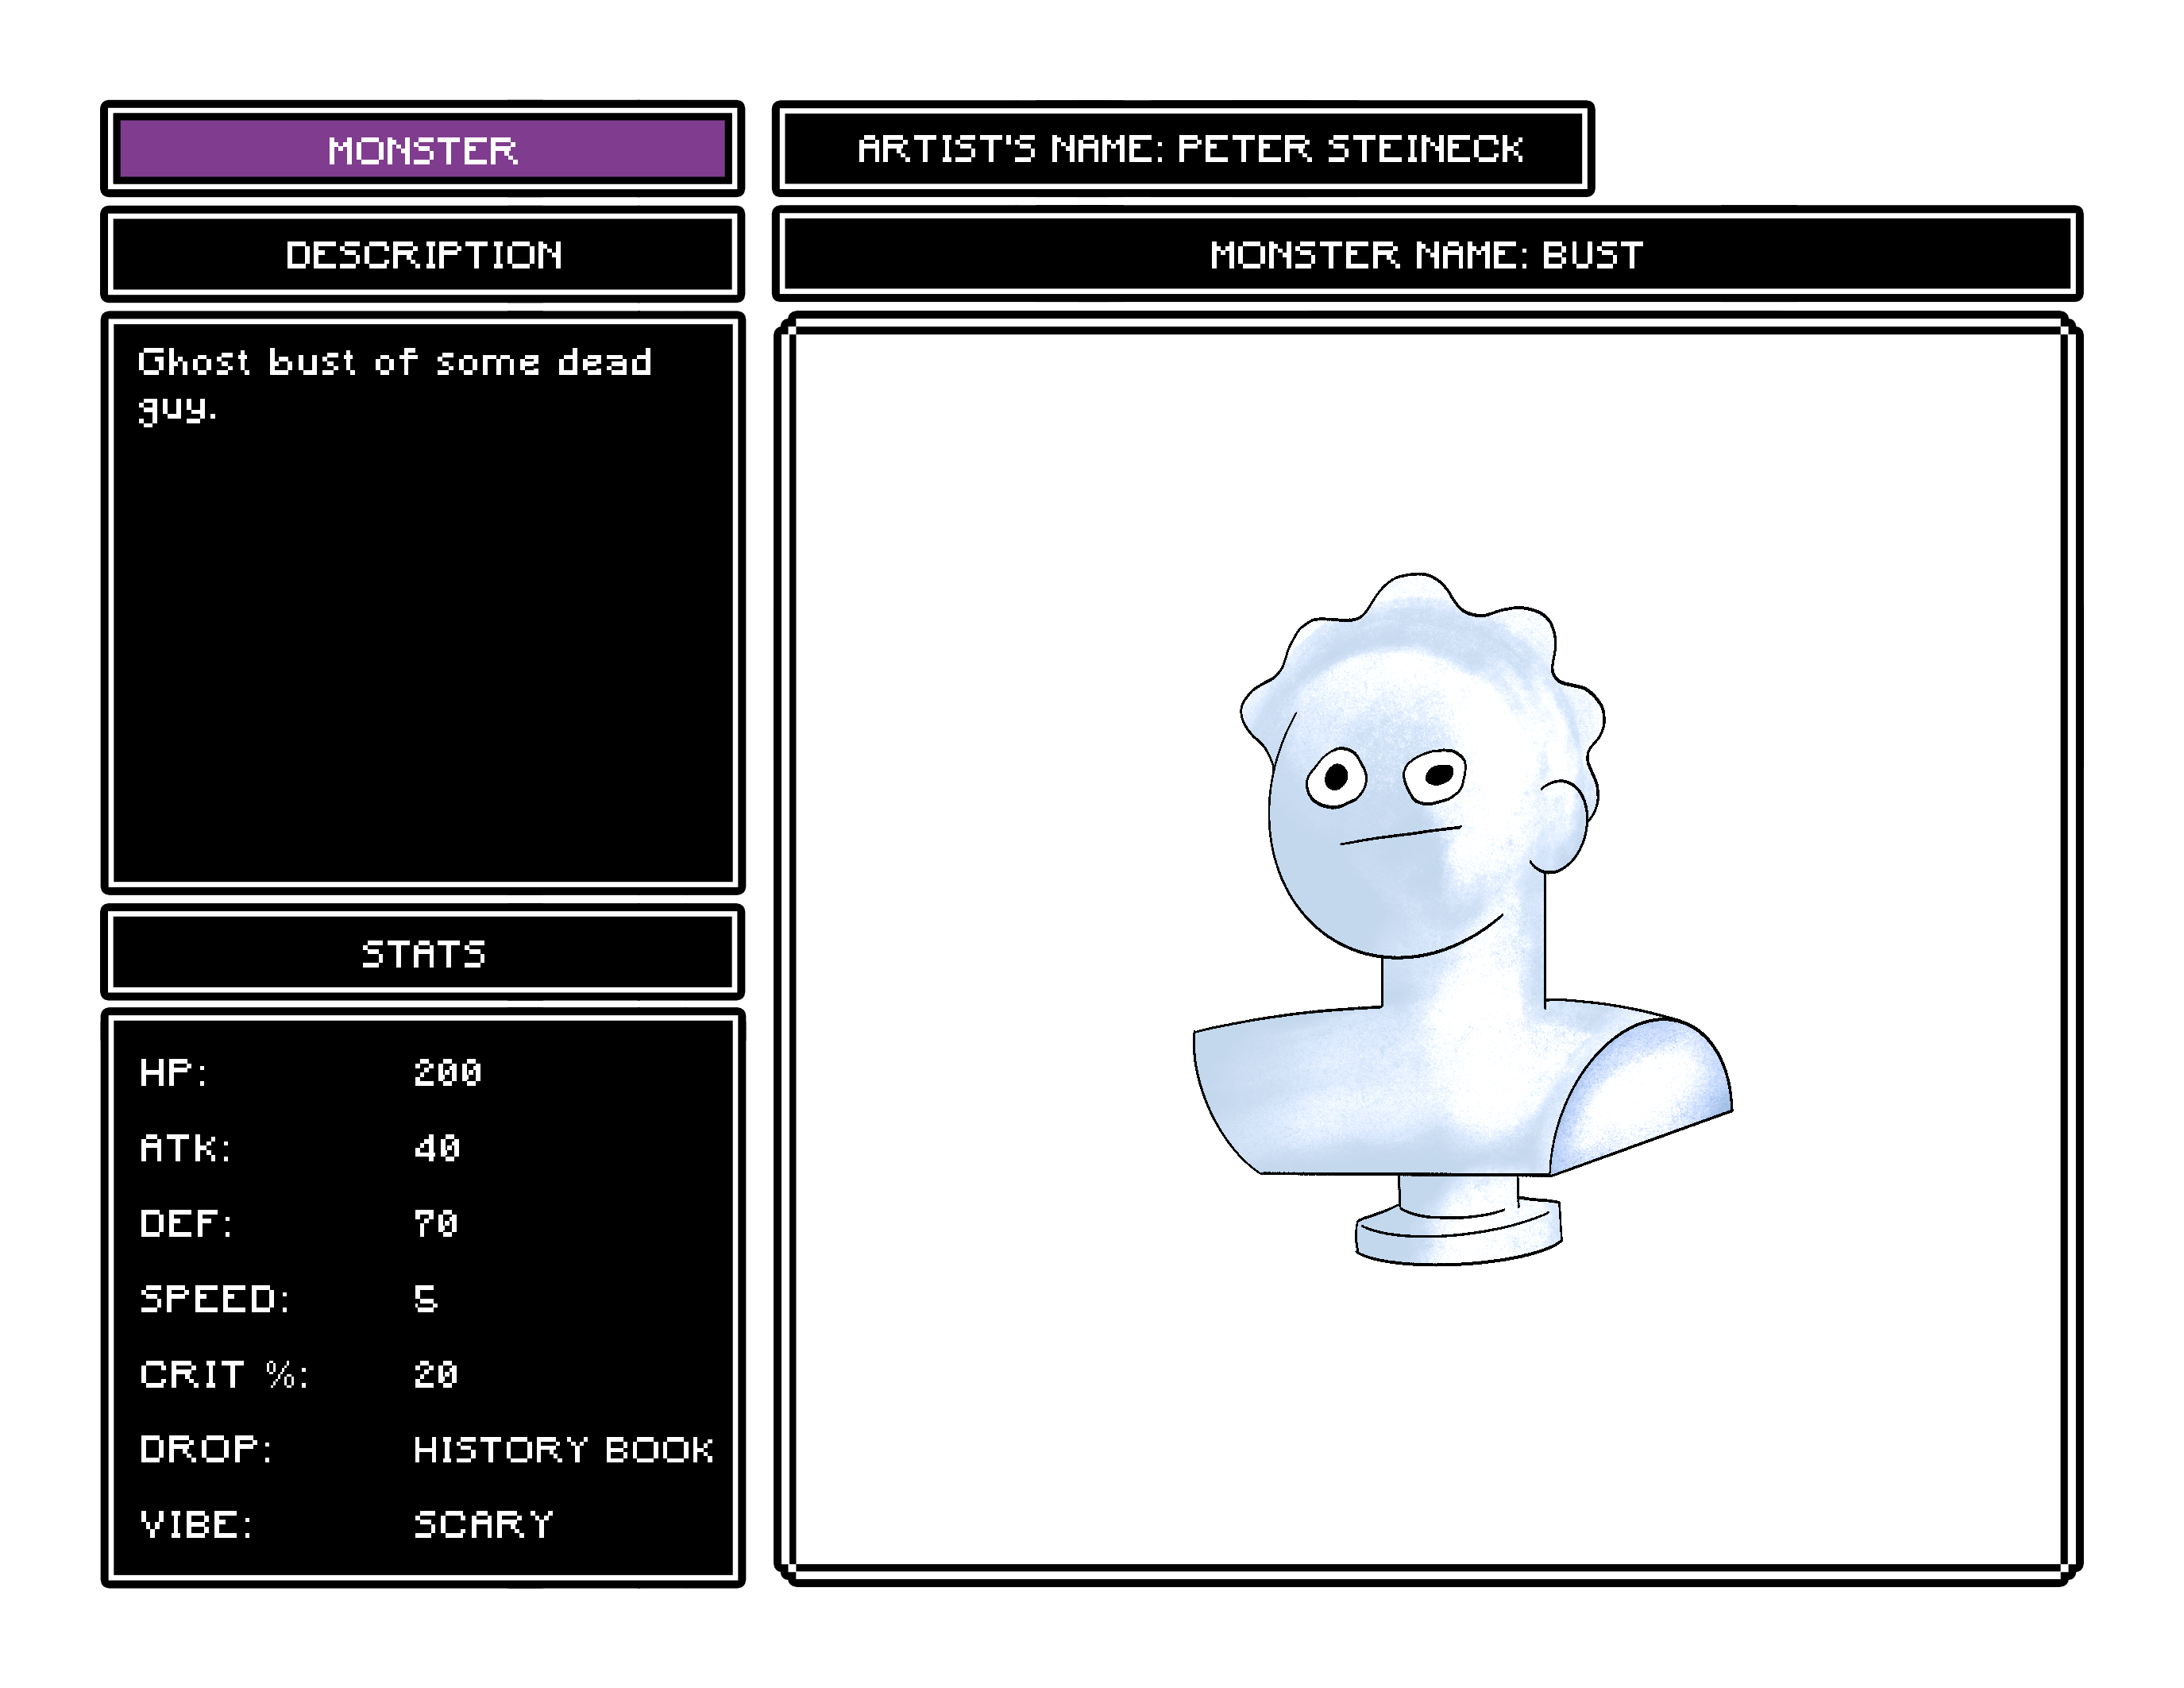 MONSTER
ARTIST'S NAME: PETER STEINECK
DESCRIPTION
MONSTER NAME: BUST
Ghost bust of some dead
guy.
STATS
HP: 200
ATK: 40
DEF: 70
SPEED: 5
CRIT %: 20
DROP: HISTORY BOOK
VIBE: SCARY